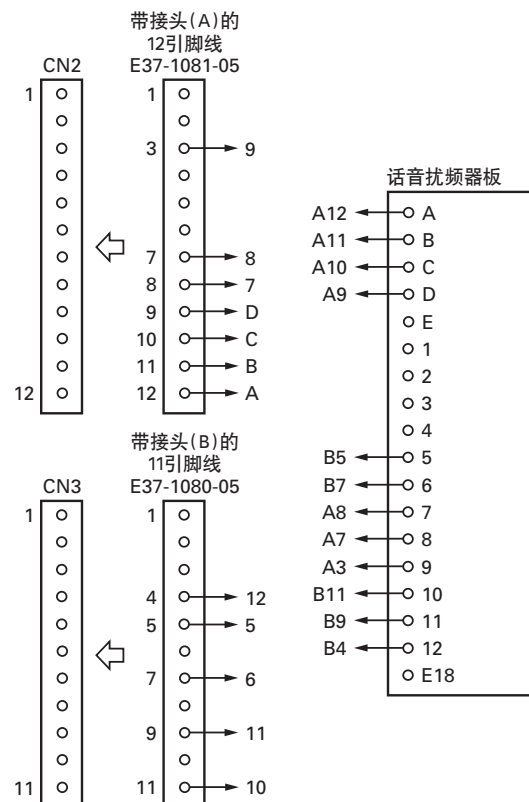 带接头(A)的
12引脚线
CN2 E37-1081-05
1 1
3 9
7 8
8 7
9 D
10 C
11 B
12 12 A
带接头(B)的
11引脚线
CN3 E37-1080-05
1 1
4 12
5 5
7 6
9 11
11 11 10
话音扰频器板
A12 A
A11 B
A10 C
A9 D
E
1
2
3
4
B5 5
B7 6
A8 7
A7 8
A3 9
B11 10
B9 11
B4 12
E18